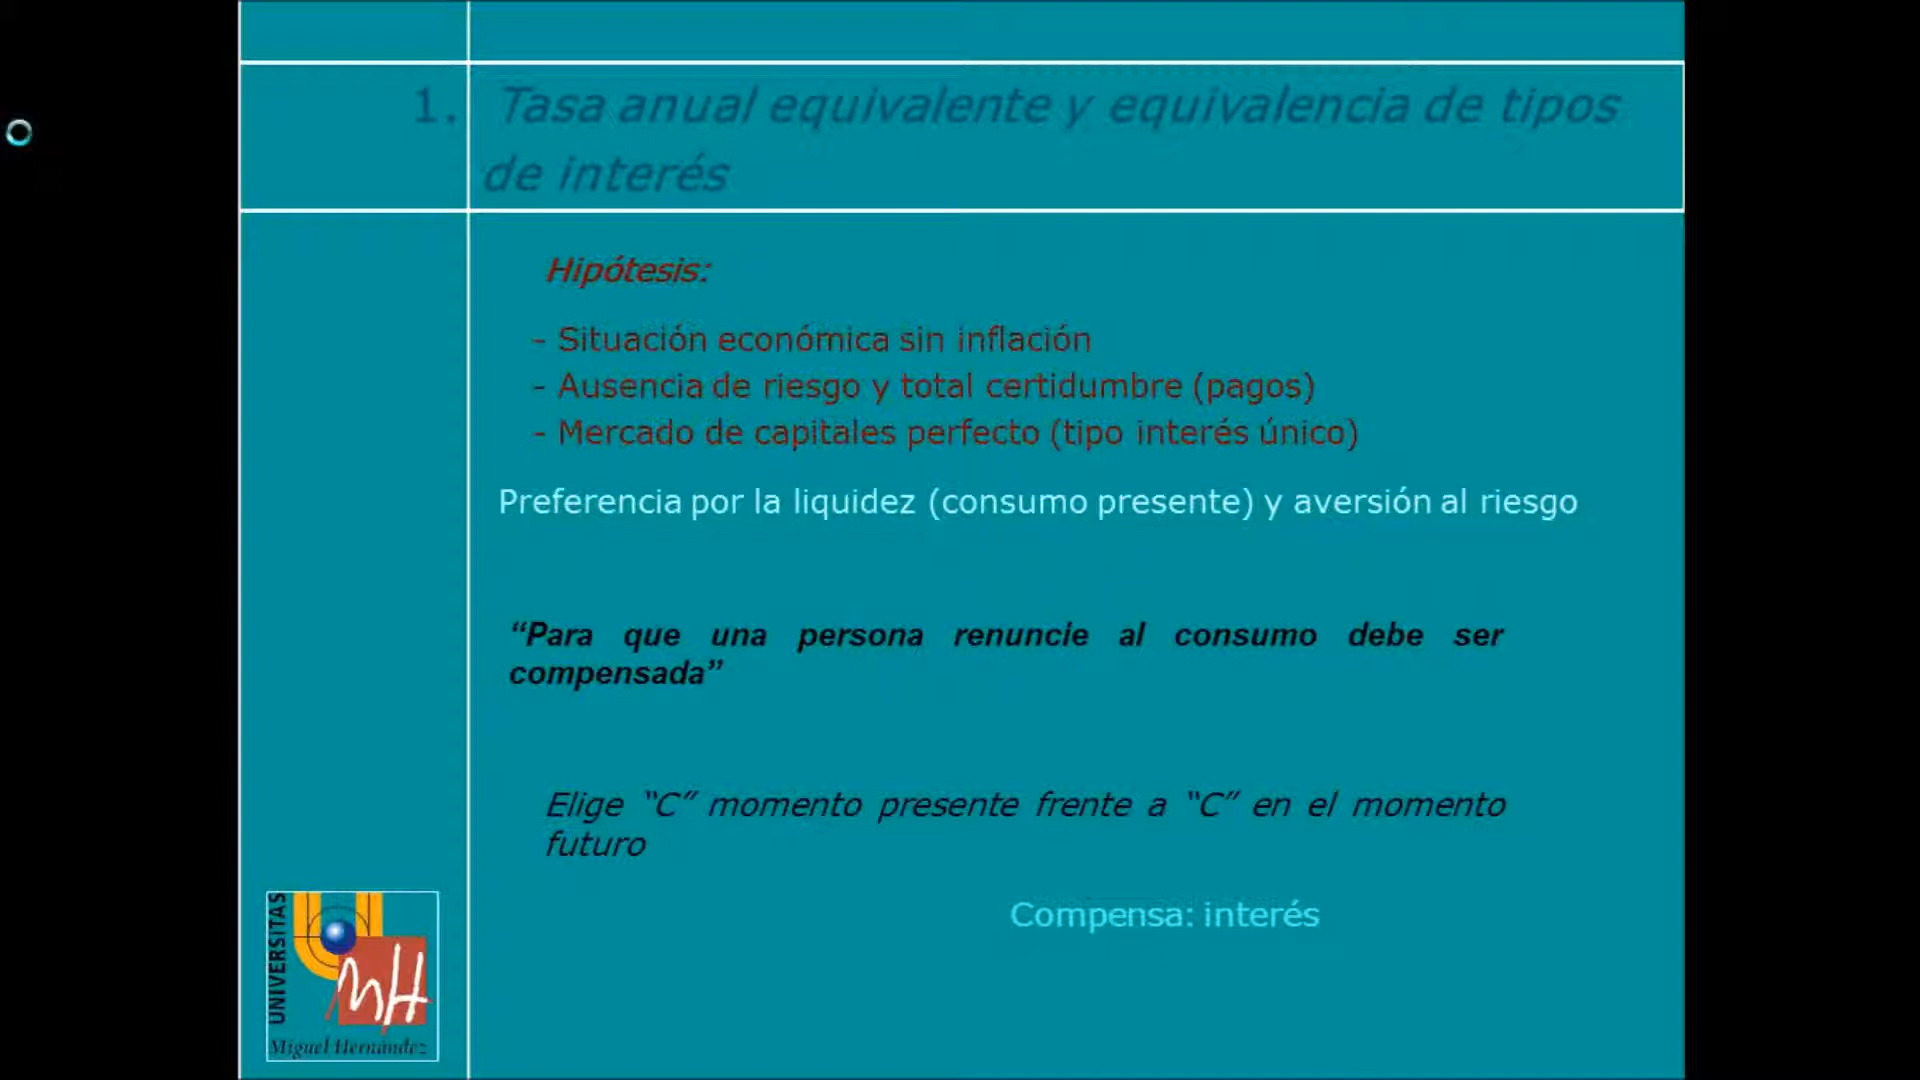 1. Tasa anual equivalente y equivalencia de tipos
de interés
Hipótesis:
- Situación económica sin inflación
- Ausencia de riesgo y total certidumbre (pagos)
- Mercado de capitales perfecto (tipo interés único)
Preferencia por la liquidez (consumo presente) y aversión al riesgo
“Para que una persona renuncie al consumo debe ser
compensada”
Elige “C” momento presente frente a “C” en el momento
futuro
Compensa: interés
UNIVERSITAS
MH
Miguel Hernández